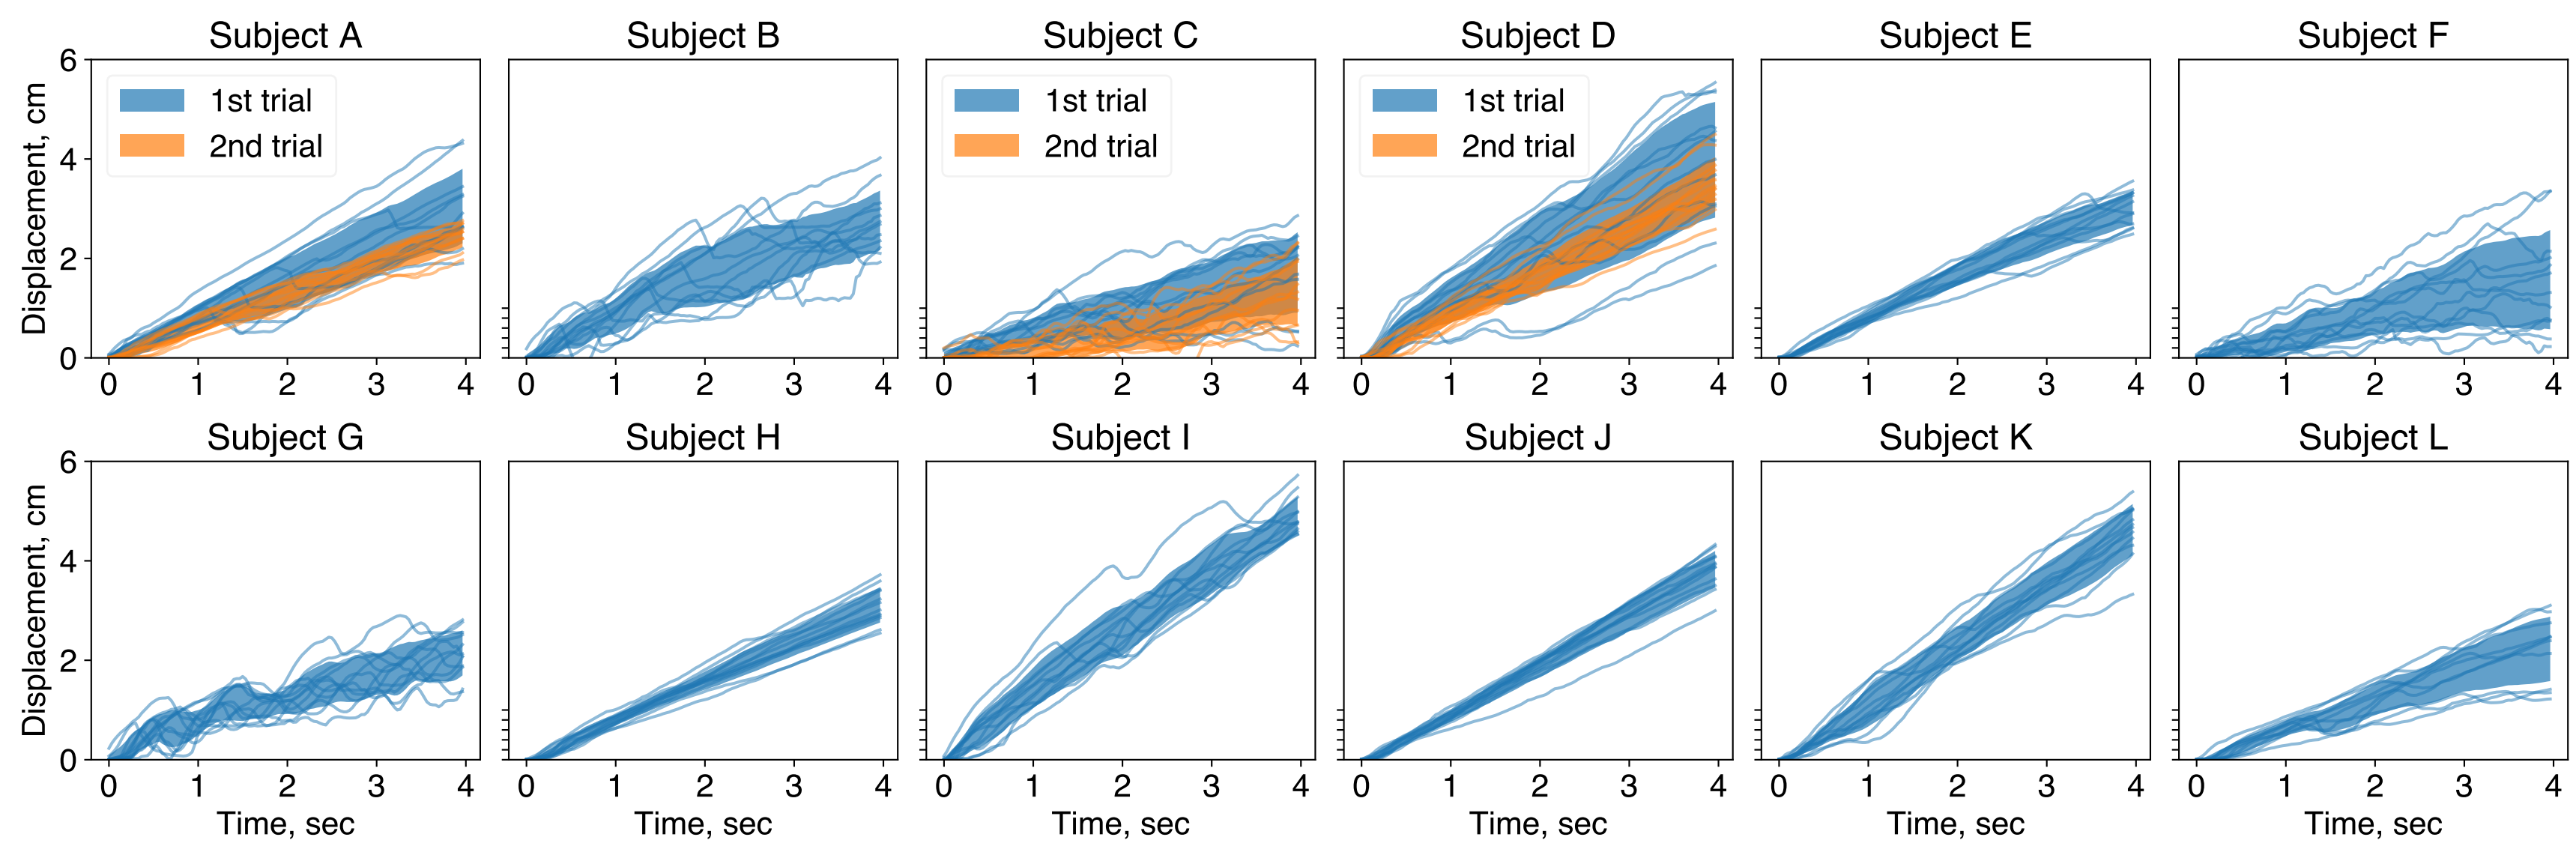 Subject A
Subject B
Subject C
Subject D
Subject E
Subject F
Displacement, cm
6
4
2
0
1st trial
2nd trial
1st trial
2nd trial
1st trial
2nd trial
0 1 2 3 4
0 1 2 3 4
0 1 2 3 4
0 1 2 3 4
0 1 2 3 4
0 1 2 3 4
Subject G
Subject H
Subject I
Subject J
Subject K
Subject L
Displacement, cm
6
4
2
0
0 1 2 3 4
0 1 2 3 4
0 1 2 3 4
0 1 2 3 4
0 1 2 3 4
0 1 2 3 4
Time, sec
Time, sec
Time, sec
Time, sec
Time, sec
Time, sec